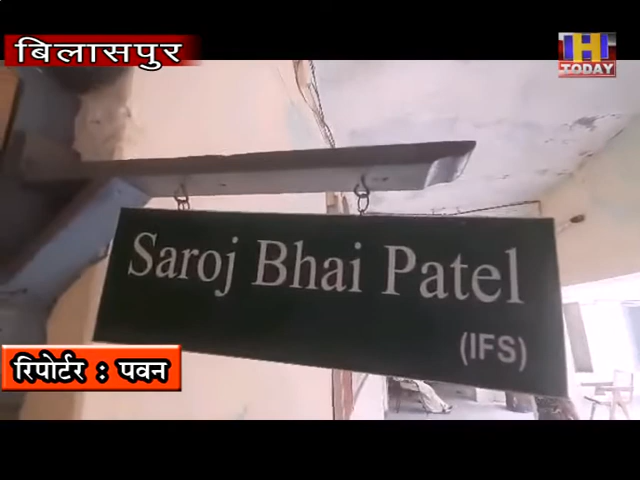 बिलासपुर
H
TODAY
Saroj Bhai Patel
(IFS)
रिपोर्टर : पवन